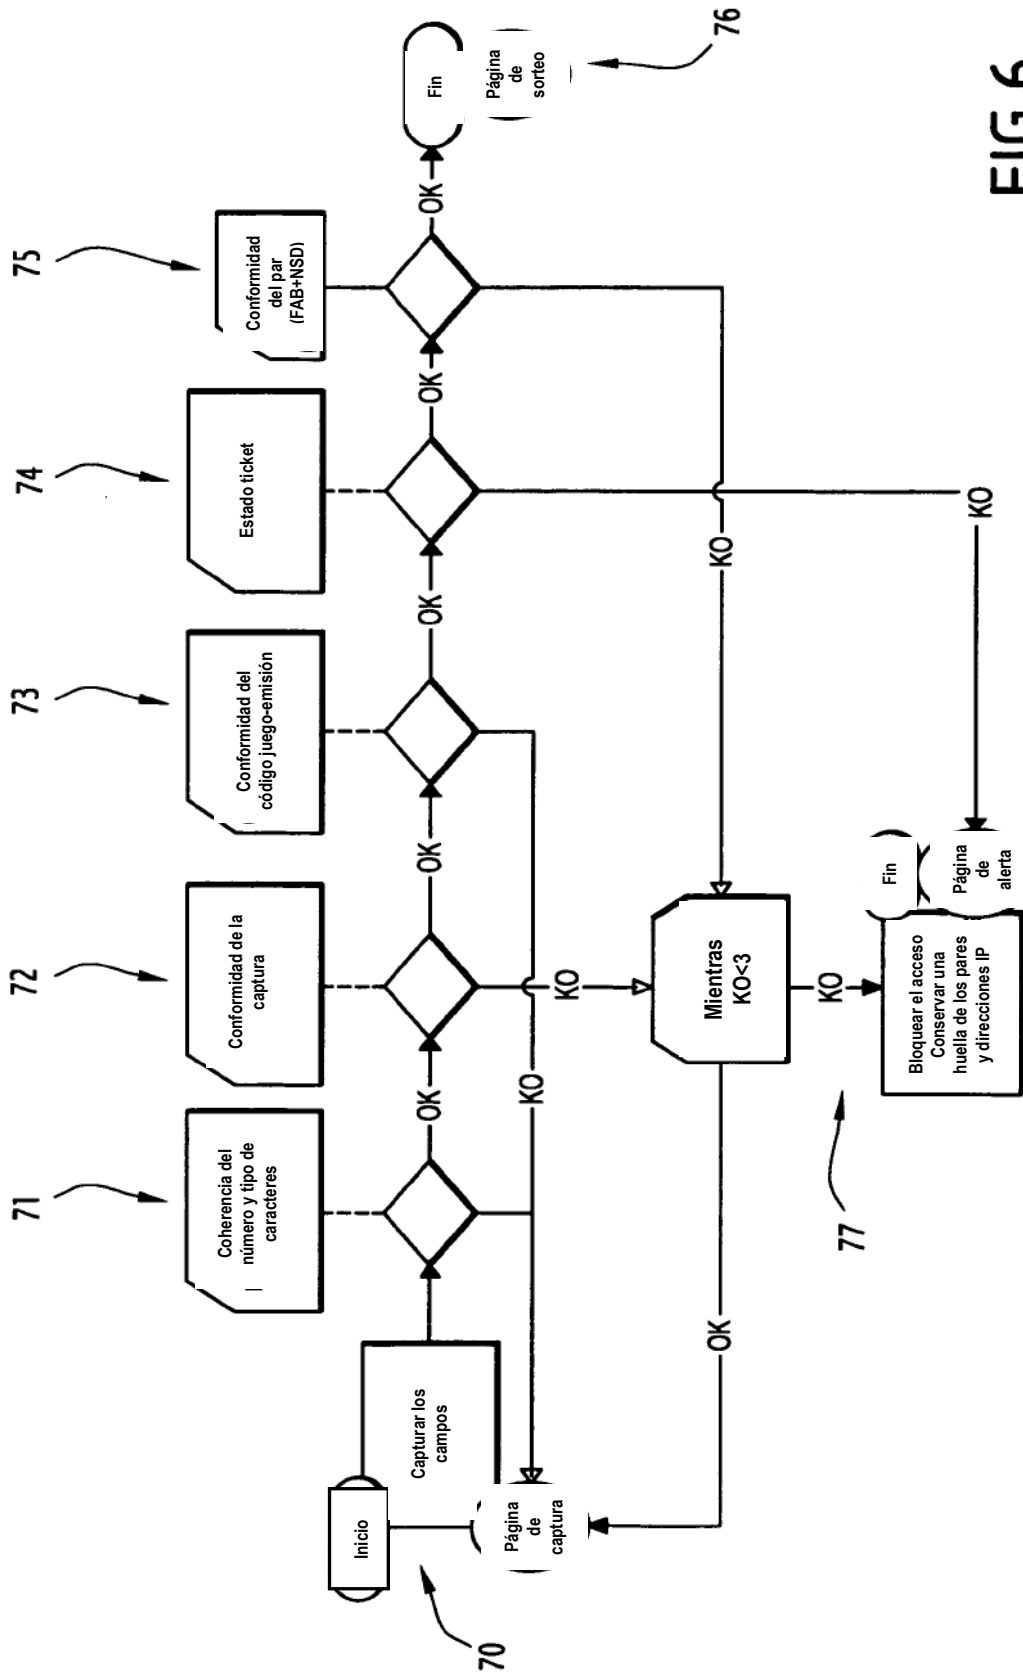 70
Inicio
Página
de
captura
Capturar los
campos
71
Coherencia del
número y tipo de
caracteres
OK
72
Conformidad de la
captura
OK
73
Conformidad del
código juego-emisión
OK
74
Estado ticket
OK
75
Conformidad
del par
(FAB+NSD)
OK
Fin
Página
de
sorteo
76
KO
KO
KO
KO
Mientras
KO<3
OK
KO
77
Bloquear el acceso
Conservar una
huella de los pares
y direcciones IP
Fin
Página
de
alerta
FIG. 6